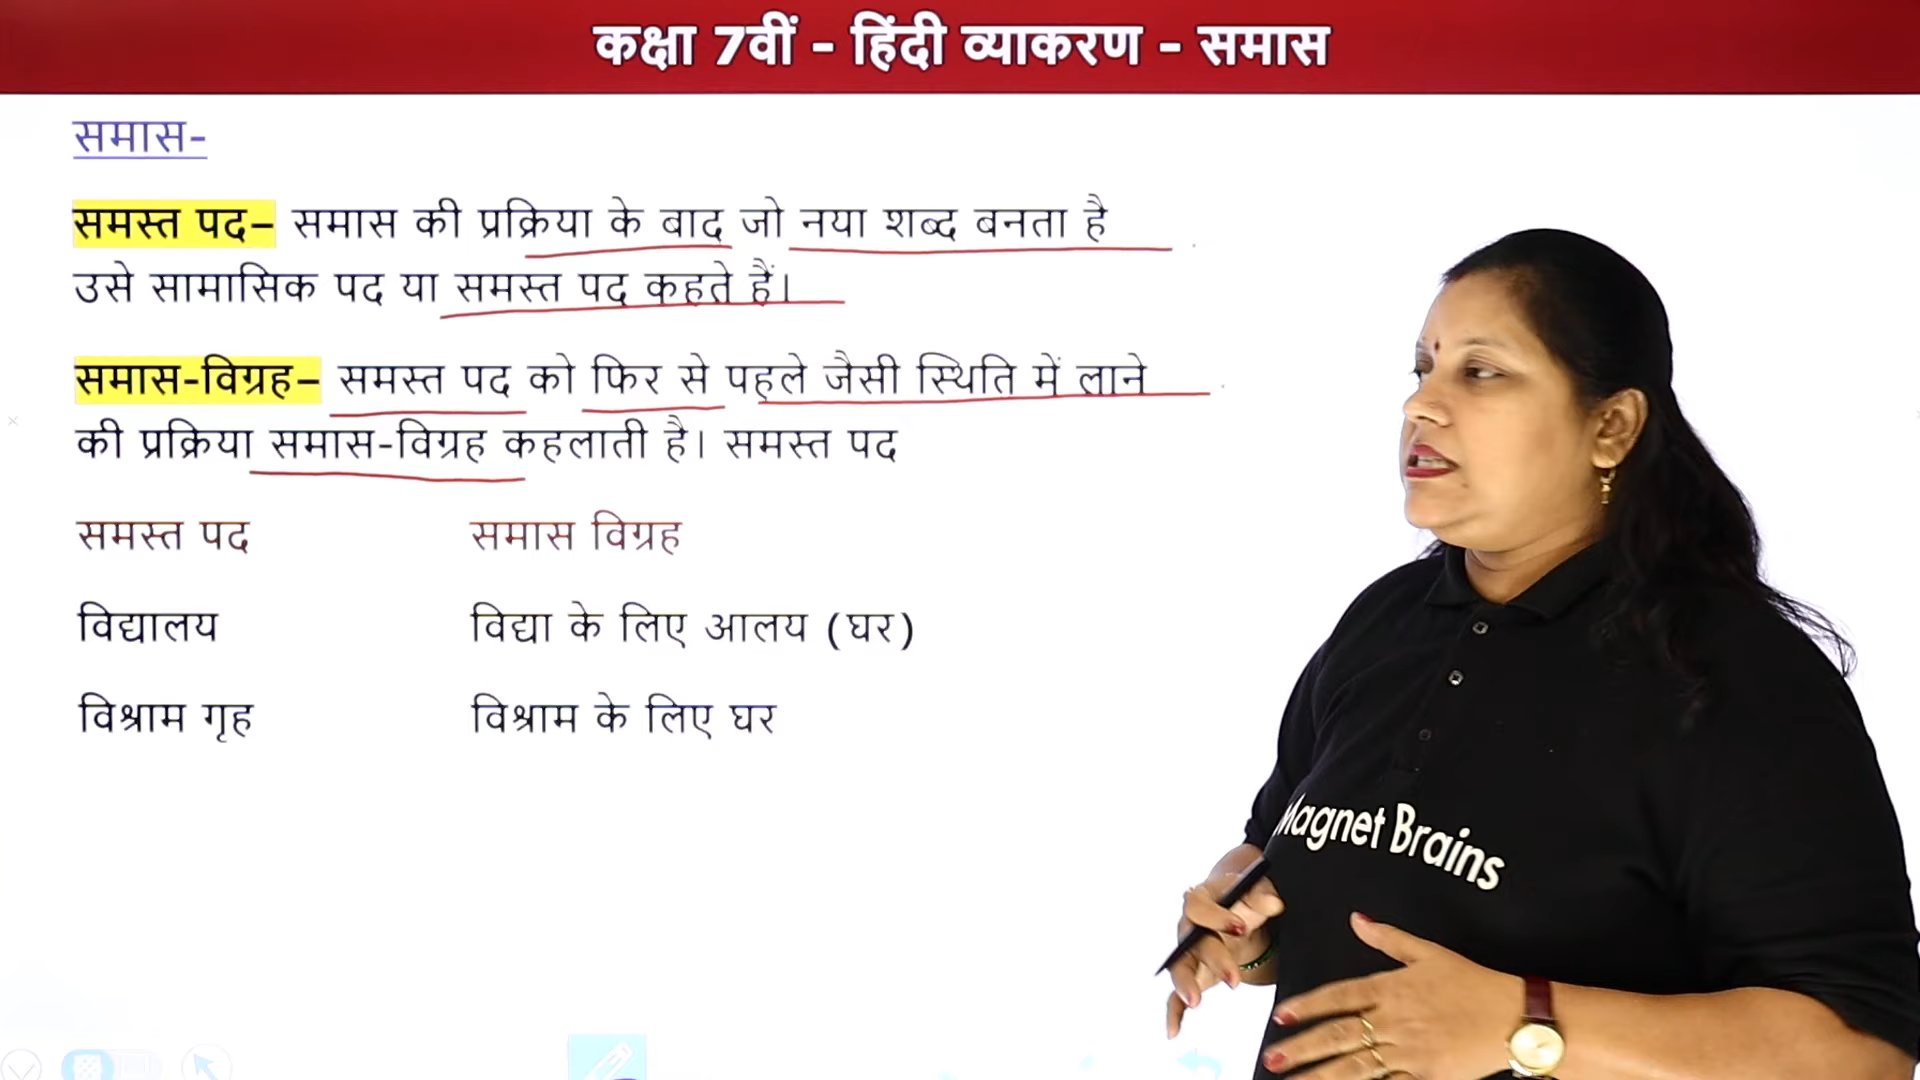 कक्षा 7वीं - हिंदी व्याकरण - समास
समास-
समस्त पद– समास की प्रक्रिया के बाद जो नया शब्द बनता है
उसे सामासिक पद या समस्त पद कहते हैं।
समास-विग्रह– समस्त पद को फिर से पहले जैसी स्थिति में लाने
की प्रक्रिया समास-विग्रह कहलाती है। समस्त पद
समस्त पद समास विग्रह
विद्यालय विद्या के लिए आलय (घर)
विश्राम गृह विश्राम के लिए घर
Magnet Brains